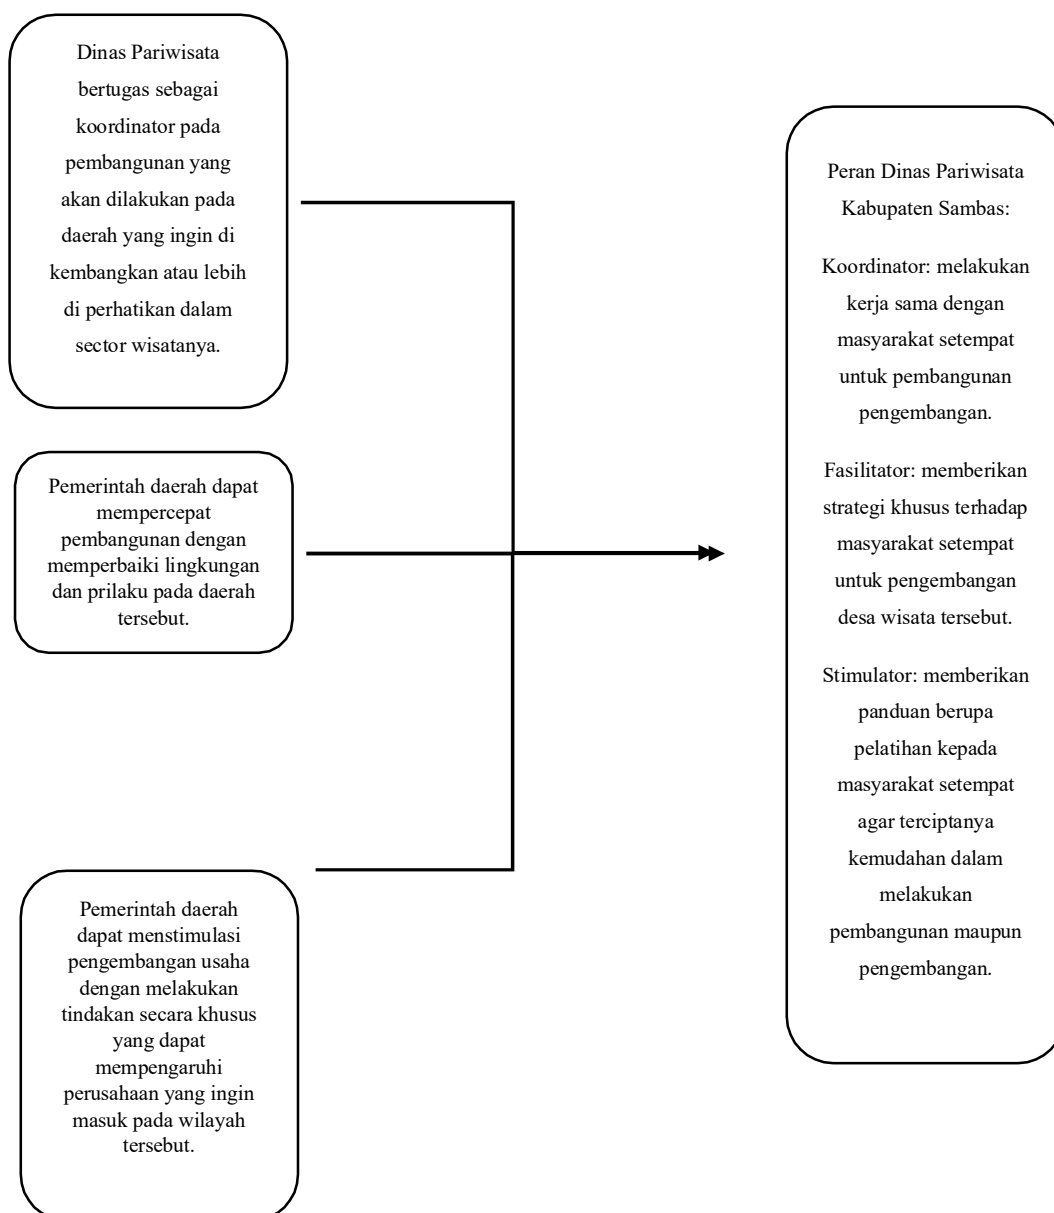 Dinas Pariwisata
bertugas sebagai
koordinator pada
pembangunan yang
akan dilakukan pada
daerah yang ingin di
kembangkan atau lebih
di perhatikan dalam
sector wisatanya.
Pemerintah daerah dapat
mempercepat
pembangunan dengan
memperbaiki lingkungan
dan prilaku pada daerah
tersebut.
Pemerintah daerah
dapat menstimulasi
pengembangan usaha
dengan melakukan
tindakan secara khusus
yang dapat
mempengaruhi
perusahaan yang ingin
masuk pada wilayah
tersebut.
Peran Dinas Pariwisata
Kabupaten Sambas:
Koordinator: melakukan
kerja sama dengan
masyarakat setempat
untuk pembangunan
pengembangan.
Fasilitator: memberikan
strategi khusus terhadap
masyarakat setempat
untuk pengembangan
desa wisata tersebut.
Stimulator: memberikan
panduan berupa
pelatihan kepada
masyarakat setempat
agar terciptanya
kemudahan dalam
melakukan
pembangunan maupun
pengembangan.